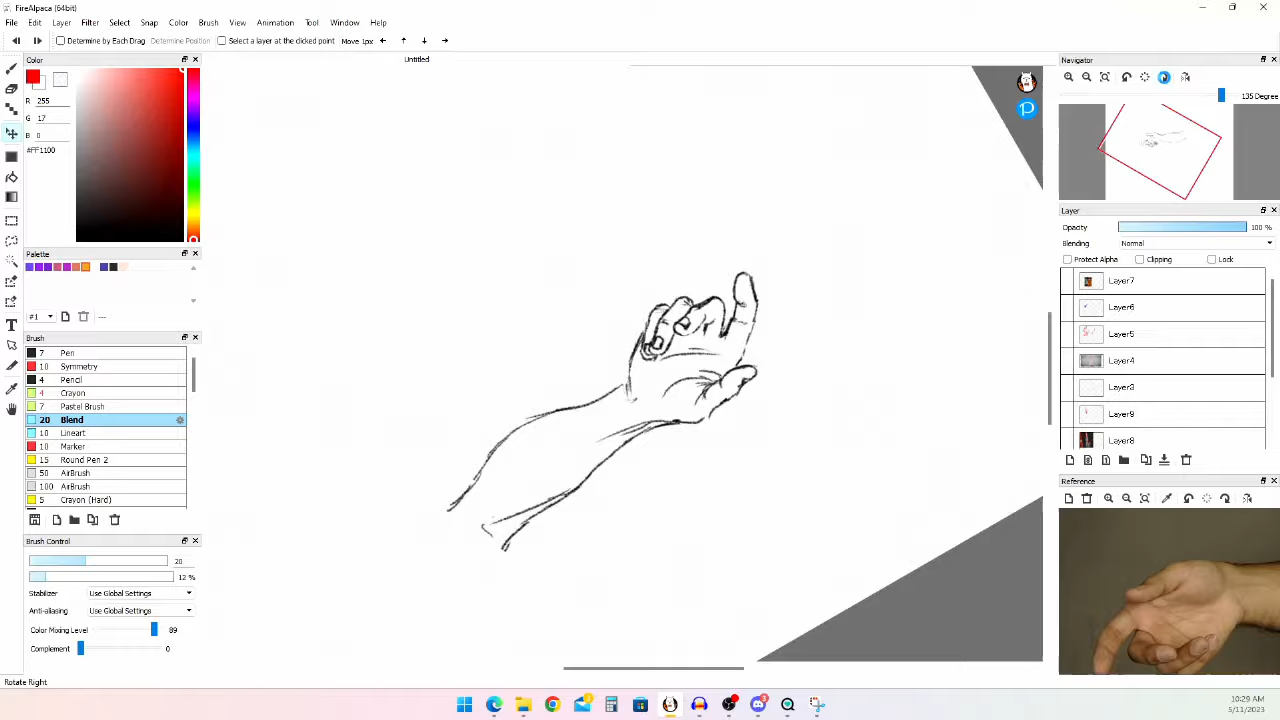 FireAlpaca (64bit)
File Edit Layer Filter Select Snap Color Brush View Animation Tool Window Help
Determine by Each Drag Determine Position Select a layer at the clicked point Move 1px
Color
Untitled
Navigator
R 255
G 17
B 0
#FF1100
135 Degree
Layer
Opacity 100 %
Blending Normal
Protect Alpha Clipping Lock
Palette
#1 ---
Layer7
Layer6
Layer5
Layer4
Layer3
Layer9
Layer8
Brush
7 Pen
10 Symmetry
4 Pencil
4 Crayon
7 Pastel Brush
20 Blend
10 Lineart
10 Marker
15 Round Pen 2
50 AirBrush
100 AirBrush
5 Crayon (Hard)
Reference
Brush Control
20
12 %
Stabilizer Use Global Settings
Anti-aliasing Use Global Settings
Color Mixing Level 89
Complement 0
Rotate Right
10:29 AM
5/11/2023